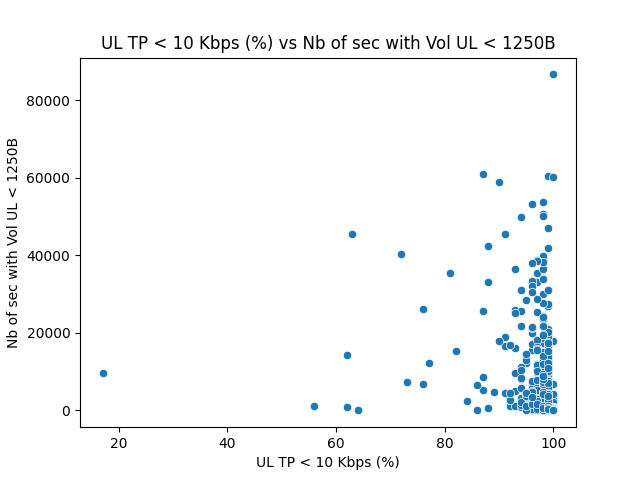 UL TP < 10 Kbps (%) vs Nb of sec with Vol UL < 1250B
Nb of sec with Vol UL < 1250B
80000
60000
40000
20000
0
20 40 60 80 100
UL TP < 10 Kbps (%)